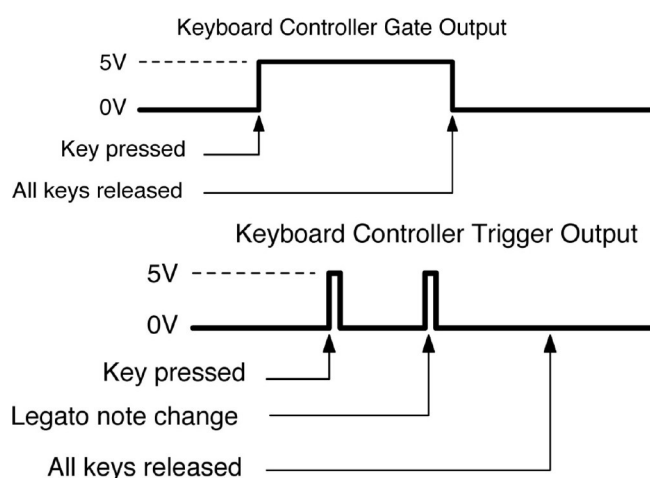 Keyboard Controller Gate Output
5V
0V
Key pressed
All keys released
Keyboard Controller Trigger Output
5V
0V
Key pressed
Legato note change
All keys released